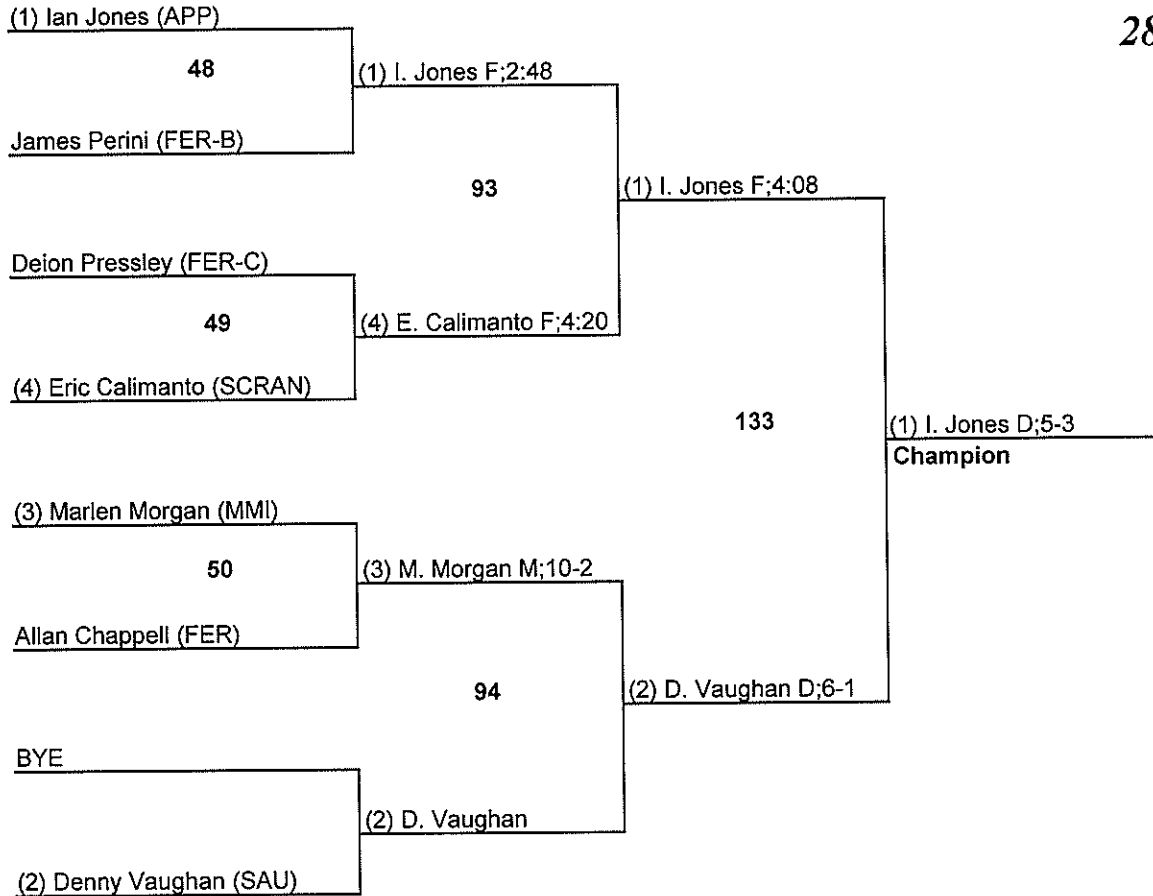 (1) Ian Jones (APP)
28
48
(1) I. Jones F;2:48
James Perini (FER-B)
93
(1) I. Jones F;4:08
Deion Pressley (FER-C)
49
(4) E. Calimanto F;4:20
(4) Eric Calimanto (SCRAN)
133
(1) I. Jones D;5-3
Champion
(3) Marlen Morgan (MMI)
50
(3) M. Morgan M;10-2
Allan Chappell (FER)
94
(2) D. Vaughan D;6-1
BYE
(2) D. Vaughan
(2) Denny Vaughan (SAU)